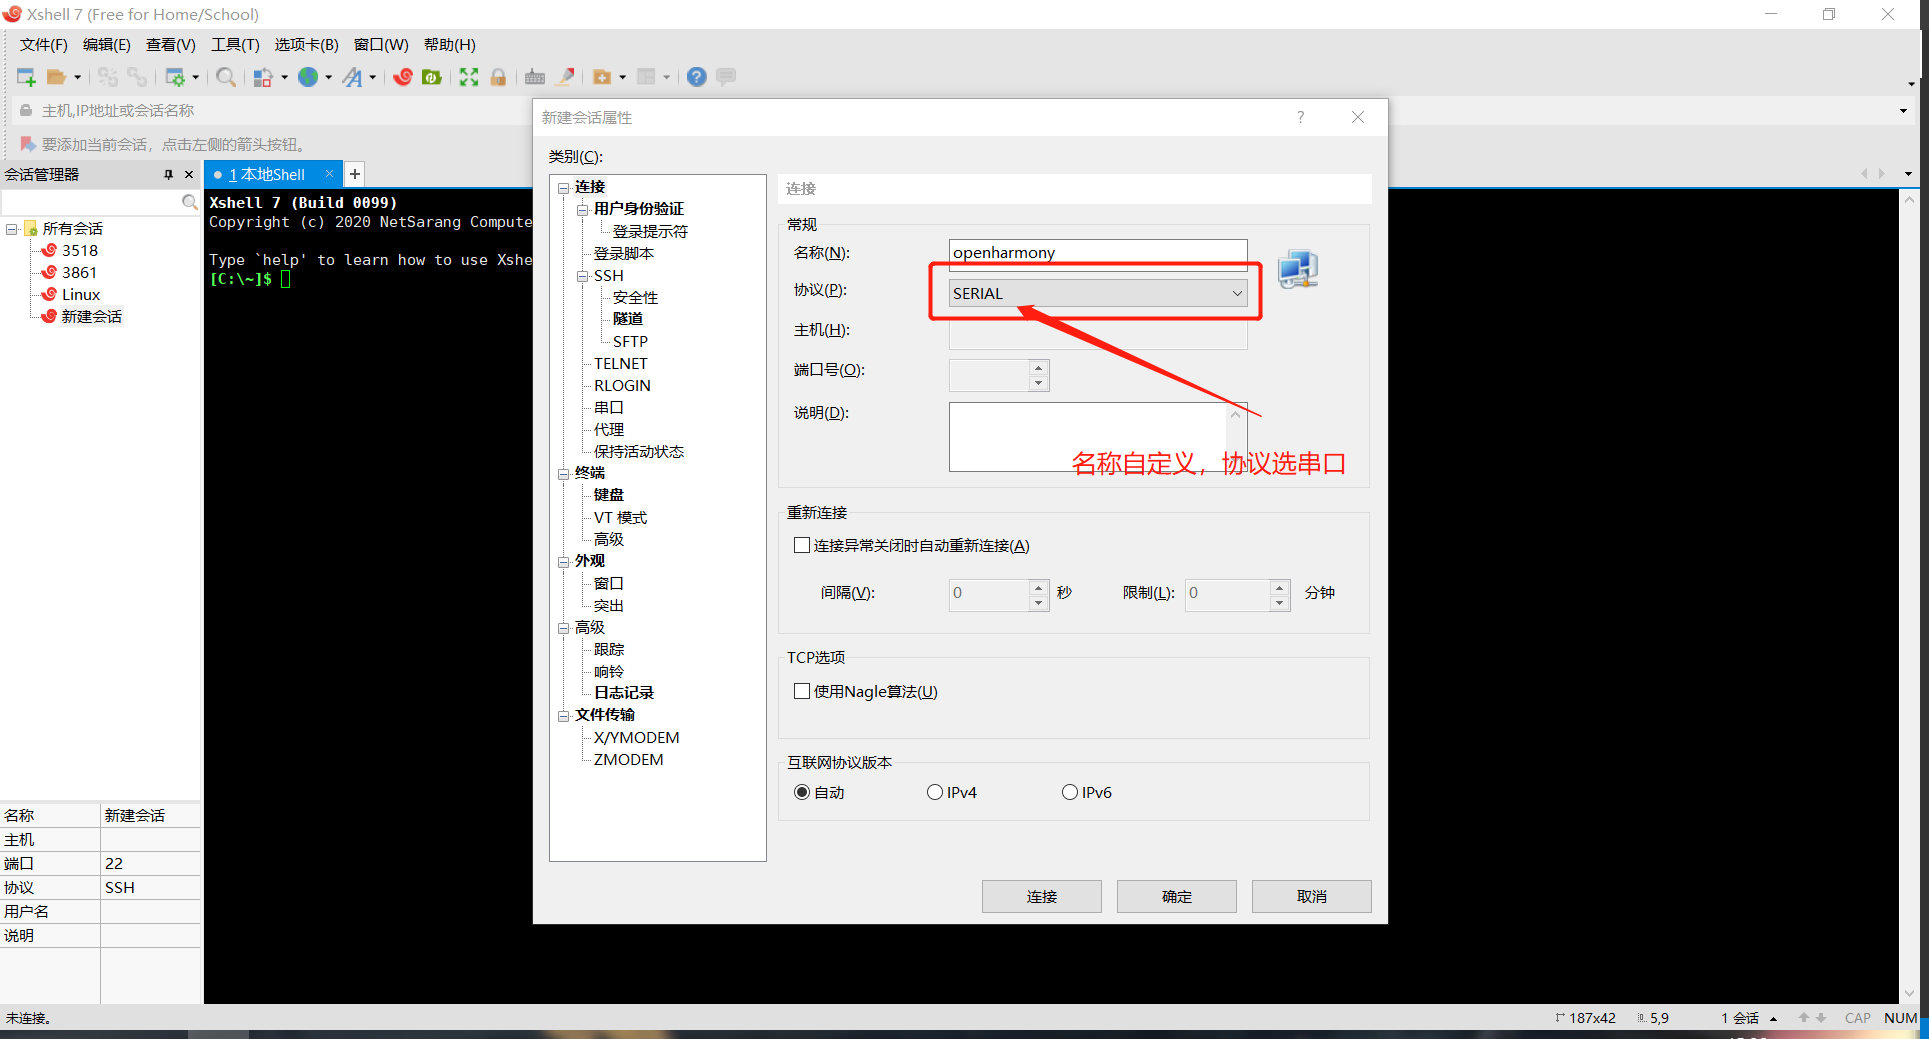 Xshell 7 (Free for Home/School)
文件(F) 编辑(E) 查看(V) 工具(T) 选项卡(B) 窗口(W) 帮助(H)
主机,IP地址或会话名称
要添加当前会话，点击左侧的箭头按钮。
会话管理器
1 本地Shell
所有会话
3518
3861
Linux
新建会话
名称 新建会话
主机
端口 22
协议 SSH
用户名
说明
Xshell 7 (Build 0099)
Copyright (c) 2020 NetSarang Compute
Type `help' to learn how to use Xshe
[C:\~]$
新建会话属性
类别(C):
连接
用户身份验证
登录提示符
登录脚本
SSH
安全性
隧道
SFTP
TELNET
RLOGIN
串口
代理
保持活动状态
终端
键盘
VT 模式
高级
外观
窗口
突出
高级
跟踪
响铃
日志记录
文件传输
X/YMODEM
ZMODEM
连接
常规
名称(N): openharmony
协议(P): SERIAL
主机(H):
端口号(O):
说明(D):
名称自定义，协议选串口
重新连接
连接异常关闭时自动重新连接(A)
间隔(V): 0 秒 限制(L): 0 分钟
TCP选项
使用Nagle算法(U)
互联网协议版本
自动 IPv4 IPv6
连接 确定 取消
未连接。
187x42 5,9 1 会话 CAP NUM